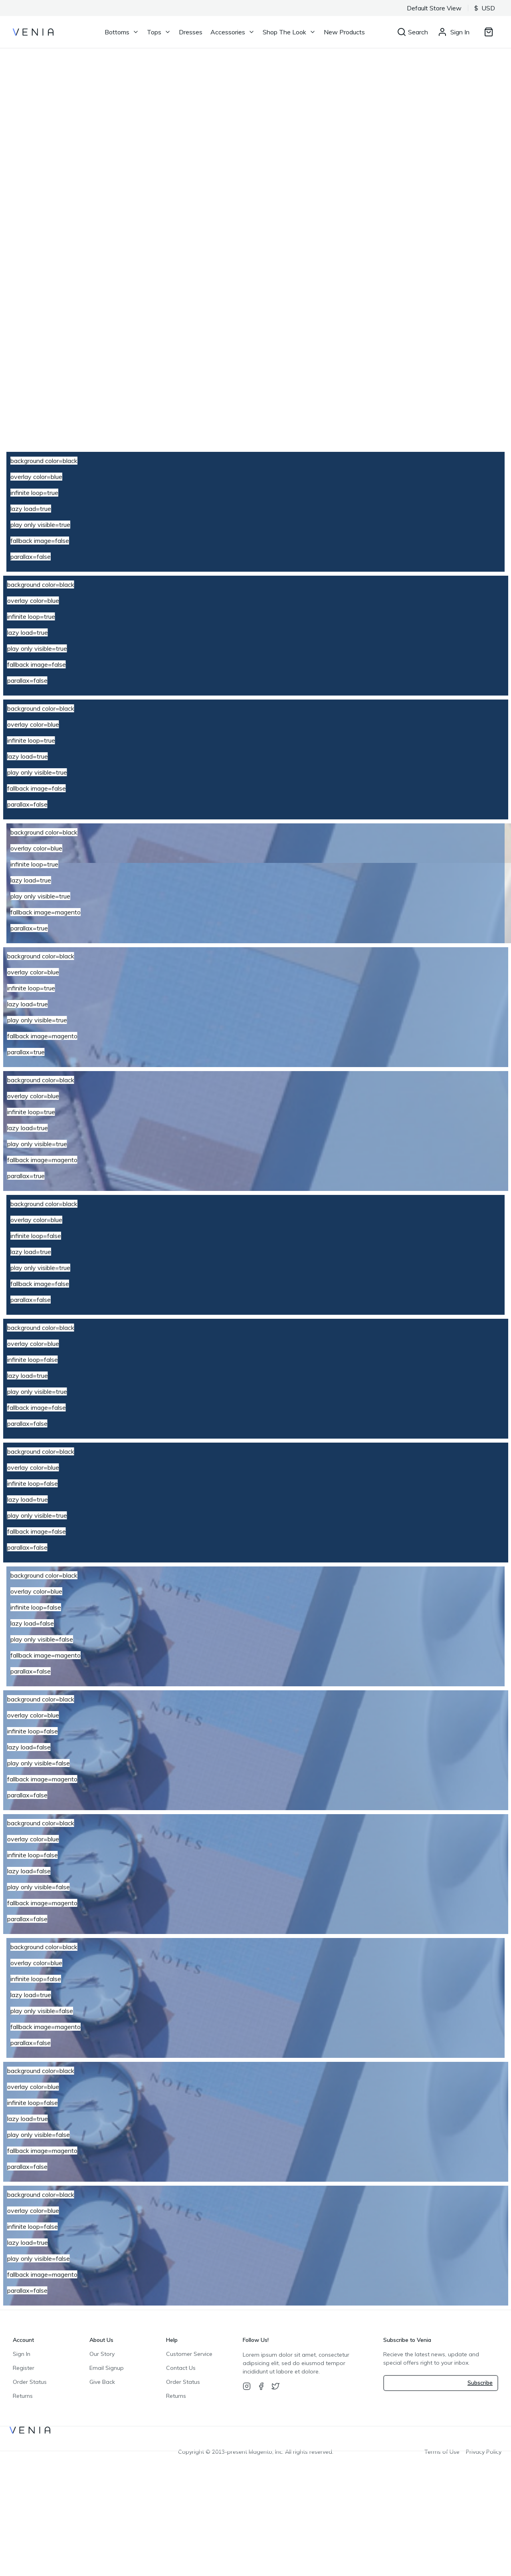 Default Store View $ USD
VENIA Bottoms Tops Dresses Accessories Shop The Look New Products Search Sign In
background color=black
overlay color=blue
infinite loop=true
lazy load=true
play only visible=true
fallback image=false
parallax=false
background color=black
overlay color=blue
infinite loop=true
lazy load=true
play only visible=true
fallback image=false
parallax=false
background color=black
overlay color=blue
infinite loop=true
lazy load=true
play only visible=true
fallback image=false
parallax=false
background color=black
overlay color=blue
infinite loop=true
lazy load=true
play only visible=true
fallback image=magento
parallax=true
background color=black
overlay color=blue
infinite loop=true
lazy load=true
play only visible=true
fallback image=magento
NOTES
parallax=true
background color=black
overlay color=blue
infinite loop=true
lazy load=true
play only visible=true
fallback image=magento
parallax=true
background color=black
overlay color=blue
infinite loop=false
lazy load=true
play only visible=true
fallback image=false
parallax=false
background color=black
overlay color=blue
infinite loop=false
lazy load=true
play only visible=true
fallback image=false
parallax=false
background color=black
overlay color=blue
infinite loop=false
lazy load=true
play only visible=true
fallback image=false
parallax=false
background color=black
NOTES
overlay color=blue
infinite loop=false
lazy load=false
play only visible=false
fallback image=magento
parallax=false
background color=black
NOTES
overlay color=blue
infinite loop=false
lazy load=false
play only visible=false
fallback image=magento
parallax=false
background color=black
NOTES
overlay color=blue
infinite loop=false
lazy load=false
play only visible=false
fallback image=magento
parallax=false
background color=black
NOTES
overlay color=blue
infinite loop=false
lazy load=true
play only visible=false
fallback image=magento
parallax=false
background color=black
NOTES
overlay color=blue
infinite loop=false
lazy load=true
play only visible=false
fallback image=magento
parallax=false
background color=black
NOTES
overlay color=blue
infinite loop=false
lazy load=true
play only visible=false
fallback image=magento
parallax=false
Account
Sign In
Register
Order Status
Returns
About Us
Our Story
Email Signup
Give Back
Help
Customer Service
Contact Us
Order Status
Returns
Follow Us!
Lorem ipsum dolor sit amet, consectetur
adipisicing elit, sed do eiusmod tempor
incididunt ut labore et dolore.
Subscribe to Venia
Recieve the latest news, update and
special offers right to your inbox.
Subscribe
VENIA
Copyright © 2013-present Magento, Inc. All rights reserved.
Terms of Use Privacy Policy